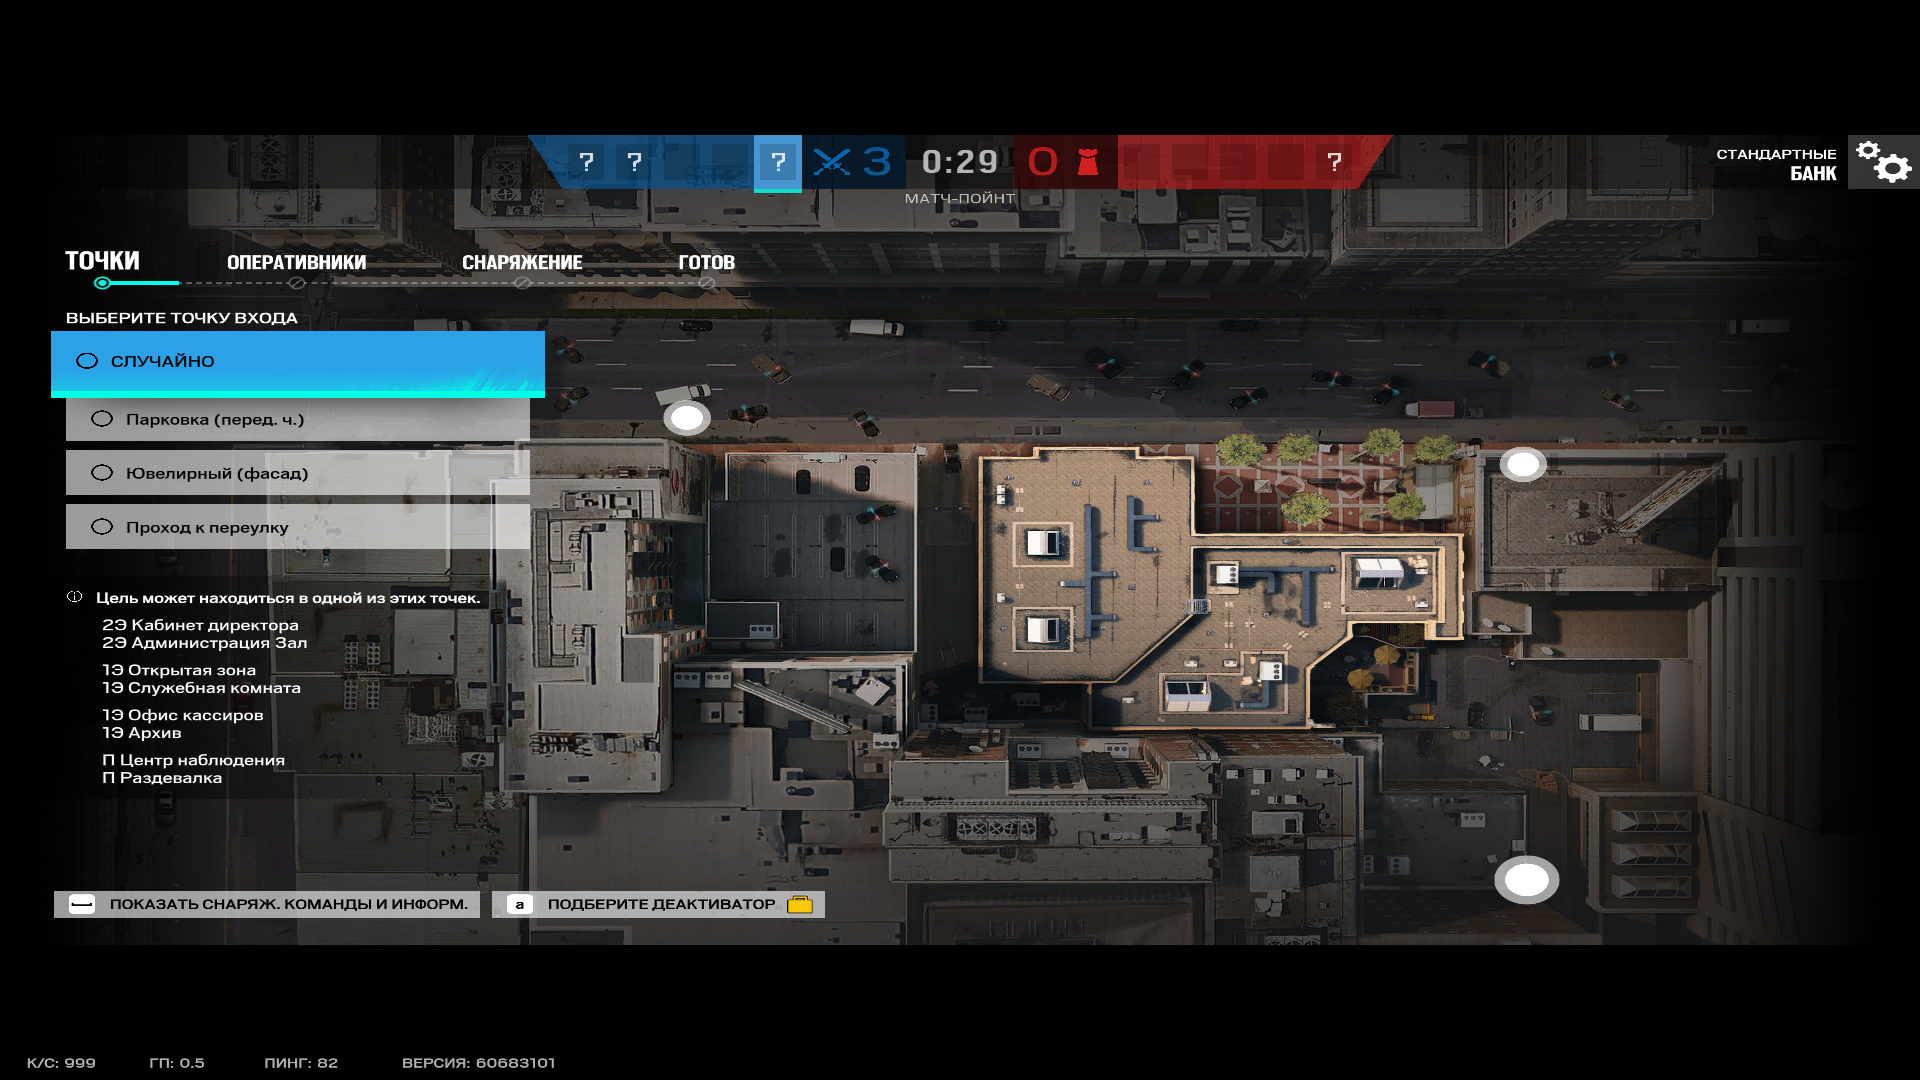 ? ? ? 3 0:29 0 ?
МАТЧ-ПОЙНТ
СТАНДАРТНЫЕ
БАНК
ТОЧКИ ОПЕРАТИВНИКИ СНАРЯЖЕНИЕ ГОТОВ
ВЫБЕРИТЕ ТОЧКУ ВХОДА
СЛУЧАЙНО
Парковка (перед. ч.)
Ювелирный (фасад)
Проход к переулку
Цель может находиться в одной из этих точек.
2Э Кабинет директора
2Э Администрация Зал
1Э Открытая зона
1Э Служебная комната
1Э Офис кассиров
1Э Архив
П Центр наблюдения
П Раздевалка
ПОКАЗАТЬ СНАРЯЖ. КОМАНДЫ И ИНФОРМ. a ПОДБЕРИТЕ ДЕАКТИВАТОР
К/С: 999 ГП: 0.5 ПИНГ: 82 ВЕРСИЯ: 60683101